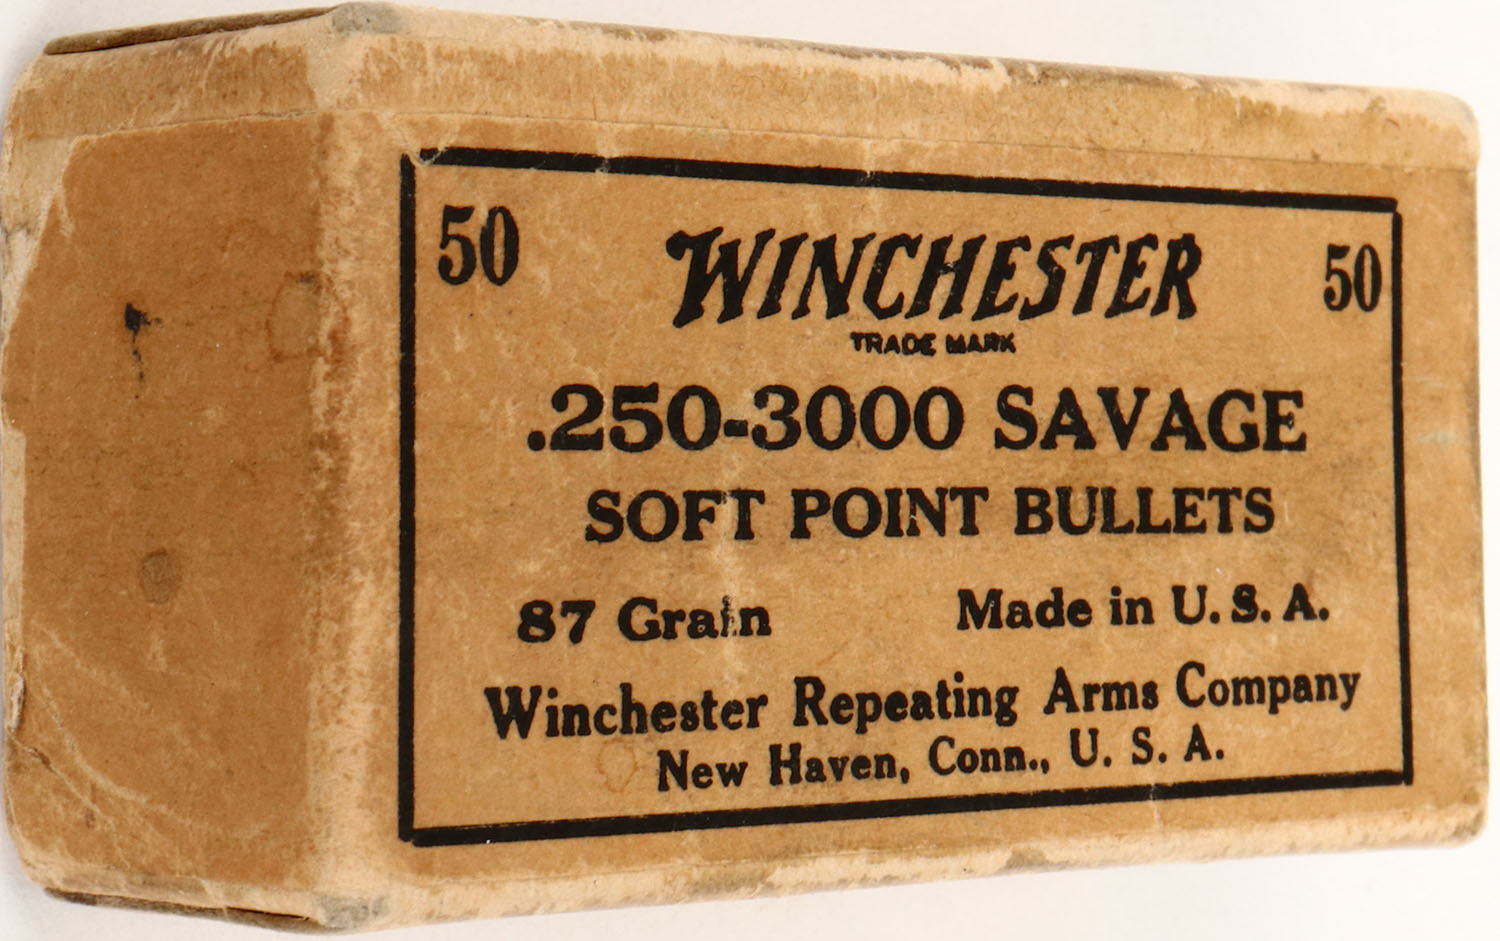 50 WINCHESTER 50
TRADE MARK
.250-3000 SAVAGE
SOFT POINT BULLETS
87 Grain Made in U. S. A.
Winchester Repeating Arms Company
New Haven, Conn., U. S. A.